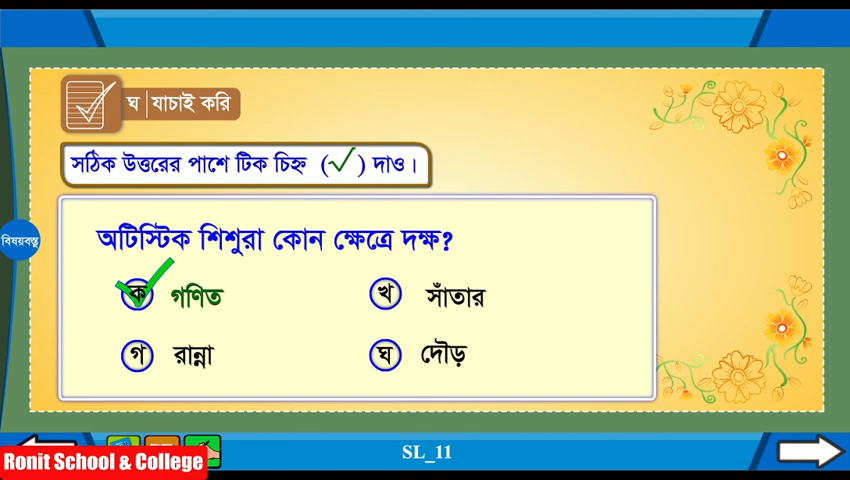 ঘ যাচাই করি
সঠিক উত্তরের পাশে টিক চিহ্ন (✓) দাও।
বিষয়বস্তু
অটিস্টিক শিশুরা কোন ক্ষেত্রে দক্ষ?
ক গণিত খ সাঁতার
গ রান্না ঘ দৌড়
SL_11
Ronit School & College